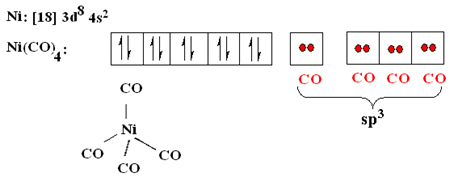 Ni: [18] 3d⁸ 4s²
Ni(CO)₄:
CO CO CO CO
sp³
CO
Ni
CO CO CO